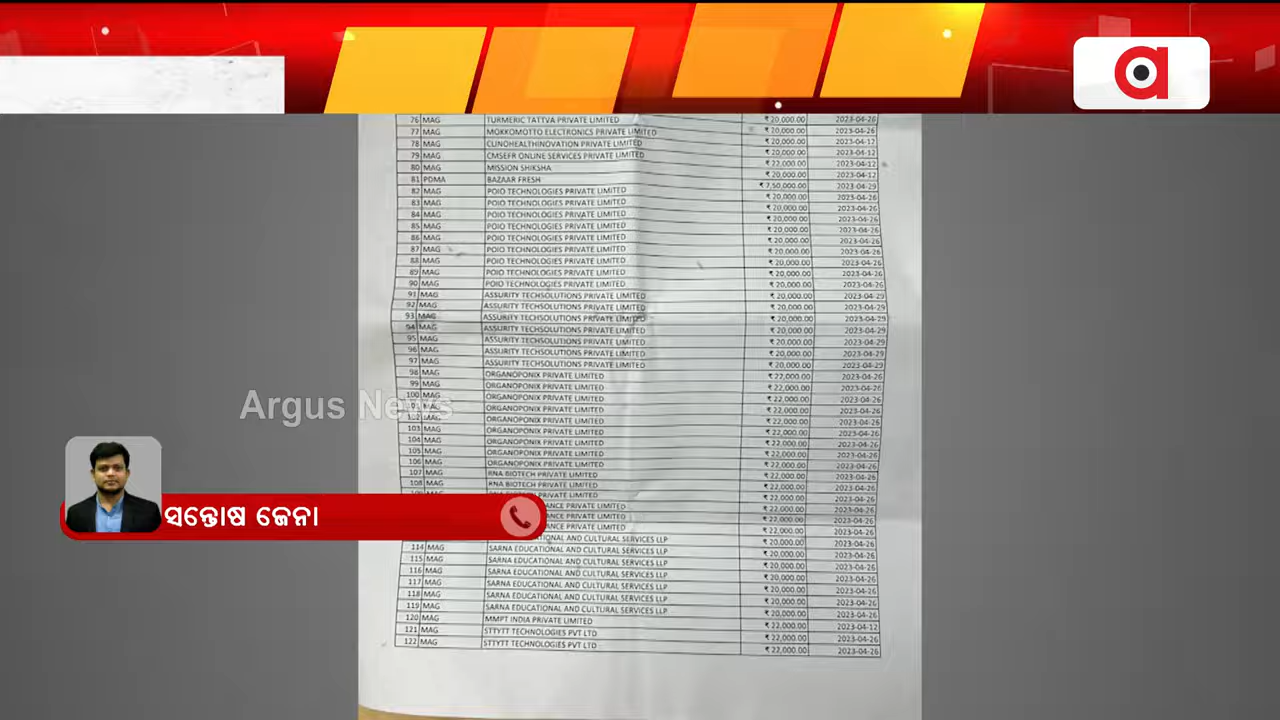 76 MAG TURMERIC TATTVA PRIVATE LIMITED ₹ 20,000.00 2023-04-26
77 MAG MOKKOMOTTO ELECTRONICS PRIVATE LIMITED ₹ 20,000.00 2023-04-26
78 MAG CLINOHEALTHINOVATION PRIVATE LIMITED ₹ 20,000.00 2023-04-12
79 MAG CMSEFR ONLINE SERVICES PRIVATE LIMITED ₹ 20,000.00 2023-04-12
80 MAG MISSION SHIKSHA ₹ 22,000.00 2023-04-12
81 PDMA BAZAAR FRESH ₹ 20,000.00 2023-04-12
82 MAG POIO TECHNOLOGIES PRIVATE LIMITED ₹ 7,50,000.00 2023-04-29
83 MAG POIO TECHNOLOGIES PRIVATE LIMITED ₹ 20,000.00 2023-04-26
84 MAG POIO TECHNOLOGIES PRIVATE LIMITED ₹ 20,000.00 2023-04-26
85 MAG POIO TECHNOLOGIES PRIVATE LIMITED ₹ 20,000.00 2023-04-26
86 MAG POIO TECHNOLOGIES PRIVATE LIMITED ₹ 20,000.00 2023-04-26
87 MAG POIO TECHNOLOGIES PRIVATE LIMITED ₹ 20,000.00 2023-04-26
88 MAG POIO TECHNOLOGIES PRIVATE LIMITED ₹ 20,000.00 2023-04-26
89 MAG POIO TECHNOLOGIES PRIVATE LIMITED ₹ 20,000.00 2023-04-26
90 MAG POIO TECHNOLOGIES PRIVATE LIMITED ₹ 20,000.00 2023-04-26
91 MAG ASSURITY TECHSOLUTIONS PRIVATE LIMITED ₹ 20,000.00 2023-04-29
92 MAG ASSURITY TECHSOLUTIONS PRIVATE LIMITED ₹ 20,000.00 2023-04-29
93 MAG ASSURITY TECHSOLUTIONS PRIVATE LIMITED ₹ 20,000.00 2023-04-29
94 MAG ASSURITY TECHSOLUTIONS PRIVATE LIMITED ₹ 20,000.00 2023-04-29
95 MAG ASSURITY TECHSOLUTIONS PRIVATE LIMITED ₹ 20,000.00 2023-04-29
96 MAG ASSURITY TECHSOLUTIONS PRIVATE LIMITED ₹ 20,000.00 2023-04-29
97 MAG ASSURITY TECHSOLUTIONS PRIVATE LIMITED ₹ 20,000.00 2023-04-29
98 MAG ORGANOPONIX PRIVATE LIMITED ₹ 22,000.00 2023-04-26
99 MAG ORGANOPONIX PRIVATE LIMITED ₹ 22,000.00 2023-04-26
100 MAG ORGANOPONIX PRIVATE LIMITED ₹ 22,000.00 2023-04-26
Argus News
101 MAG ORGANOPONIX PRIVATE LIMITED ₹ 22,000.00 2023-04-26
102 MAG ORGANOPONIX PRIVATE LIMITED ₹ 22,000.00 2023-04-26
103 MAG ORGANOPONIX PRIVATE LIMITED ₹ 22,000.00 2023-04-26
104 MAG ORGANOPONIX PRIVATE LIMITED ₹ 22,000.00 2023-04-26
105 MAG ORGANOPONIX PRIVATE LIMITED ₹ 22,000.00 2023-04-26
106 MAG ORGANOPONIX PRIVATE LIMITED ₹ 22,000.00 2023-04-26
107 MAG RNA BIOTECH PRIVATE LIMITED ₹ 22,000.00 2023-04-26
108 MAG RNA BIOTECH PRIVATE LIMITED ₹ 22,000.00 2023-04-26
PRIVATE LIMITED ₹ 22,000.00 2023-04-26
PRIVATE LIMITED ₹ 22,000.00 2023-04-26
PRIVATE LIMITED ₹ 22,000.00 2023-04-26
PRIVATE LIMITED ₹ 22,000.00 2023-04-26
ସନ୍ତୋଷ ଜେନା
AND CULTURAL SERVICES LLP ₹ 20,000.00 2023-04-26
114 MAG SARNA EDUCATIONAL AND CULTURAL SERVICES LLP ₹ 20,000.00 2023-04-26
115 MAG SARNA EDUCATIONAL AND CULTURAL SERVICES LLP ₹ 20,000.00 2023-04-26
116 MAG SARNA EDUCATIONAL AND CULTURAL SERVICES LLP ₹ 20,000.00 2023-04-26
117 MAG SARNA EDUCATIONAL AND CULTURAL SERVICES LLP ₹ 20,000.00 2023-04-26
118 MAG SARNA EDUCATIONAL AND CULTURAL SERVICES LLP ₹ 20,000.00 2023-04-26
119 MAG SARNA EDUCATIONAL AND CULTURAL SERVICES LLP ₹ 20,000.00 2023-04-26
120 MAG MMPT INDIA PRIVATE LIMITED ₹ 22,000.00 2023-04-12
121 MAG STTYTT TECHNOLOGIES PVT LTD ₹ 22,000.00 2023-04-26
122 MAG STTYTT TECHNOLOGIES PVT LTD ₹ 22,000.00 2023-04-26